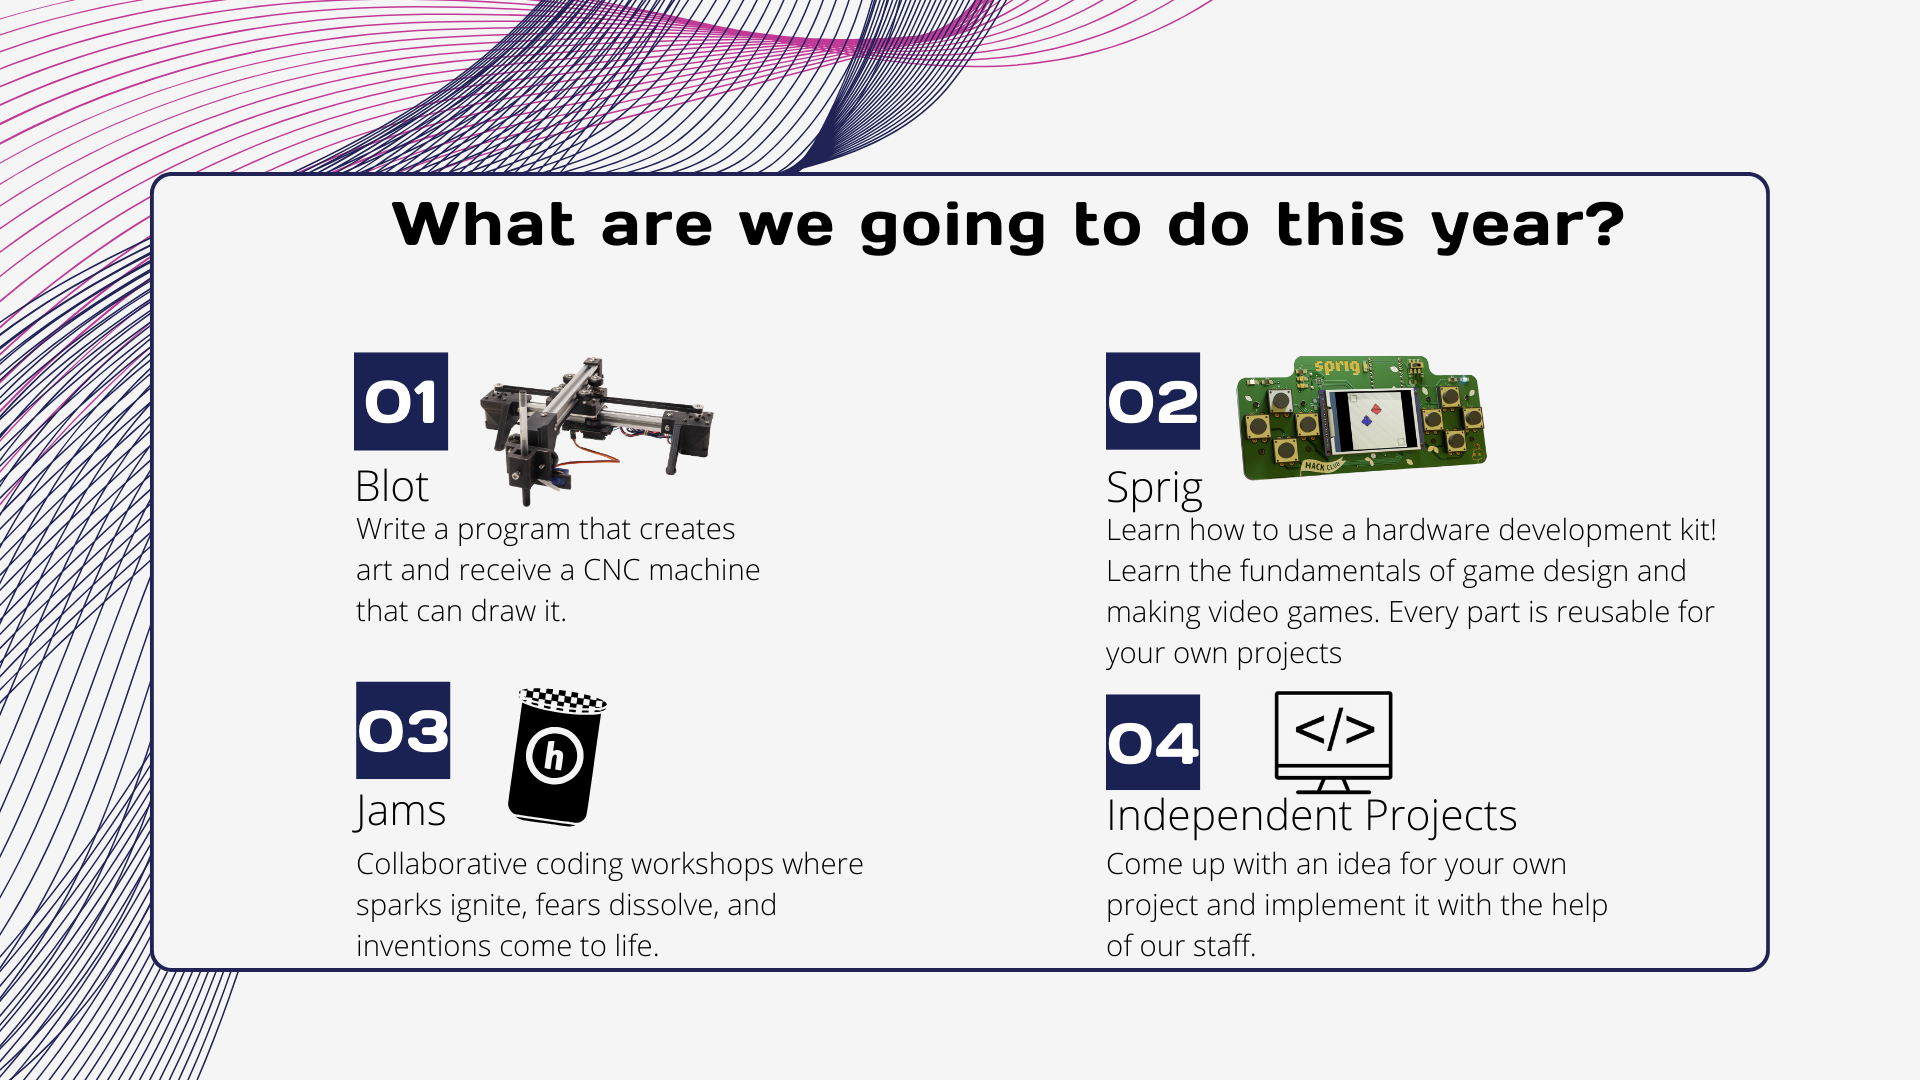 What are we going to do this year?
01
Blot
Write a program that creates
art and receive a CNC machine
that can draw it.
02
sprig!
HACK CLUB
Sprig
Learn how to use a hardware development kit!
Learn the fundamentals of game design and
making video games. Every part is reusable for
your own projects
03
h
Jams
Collaborative coding workshops where
sparks ignite, fears dissolve, and
inventions come to life.
04
</>
Independent Projects
Come up with an idea for your own
project and implement it with the help
of our staff.